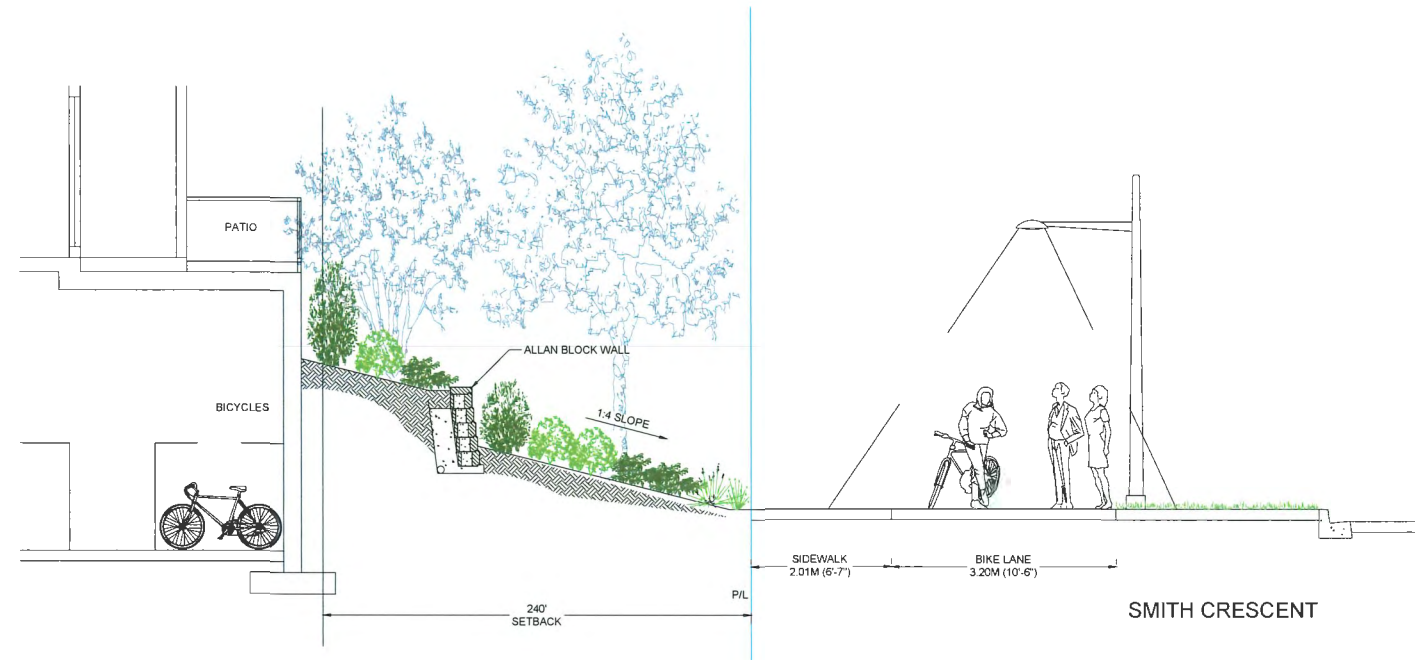 PATIO
ALLAN BLOCK WALL
BICYCLES
1:4 SLOPE
SIDEWALK
2.01M (6'-7")
BIKE LANE
3.20M (10'-6")
P/L
240'
SETBACK
SMITH CRESCENT